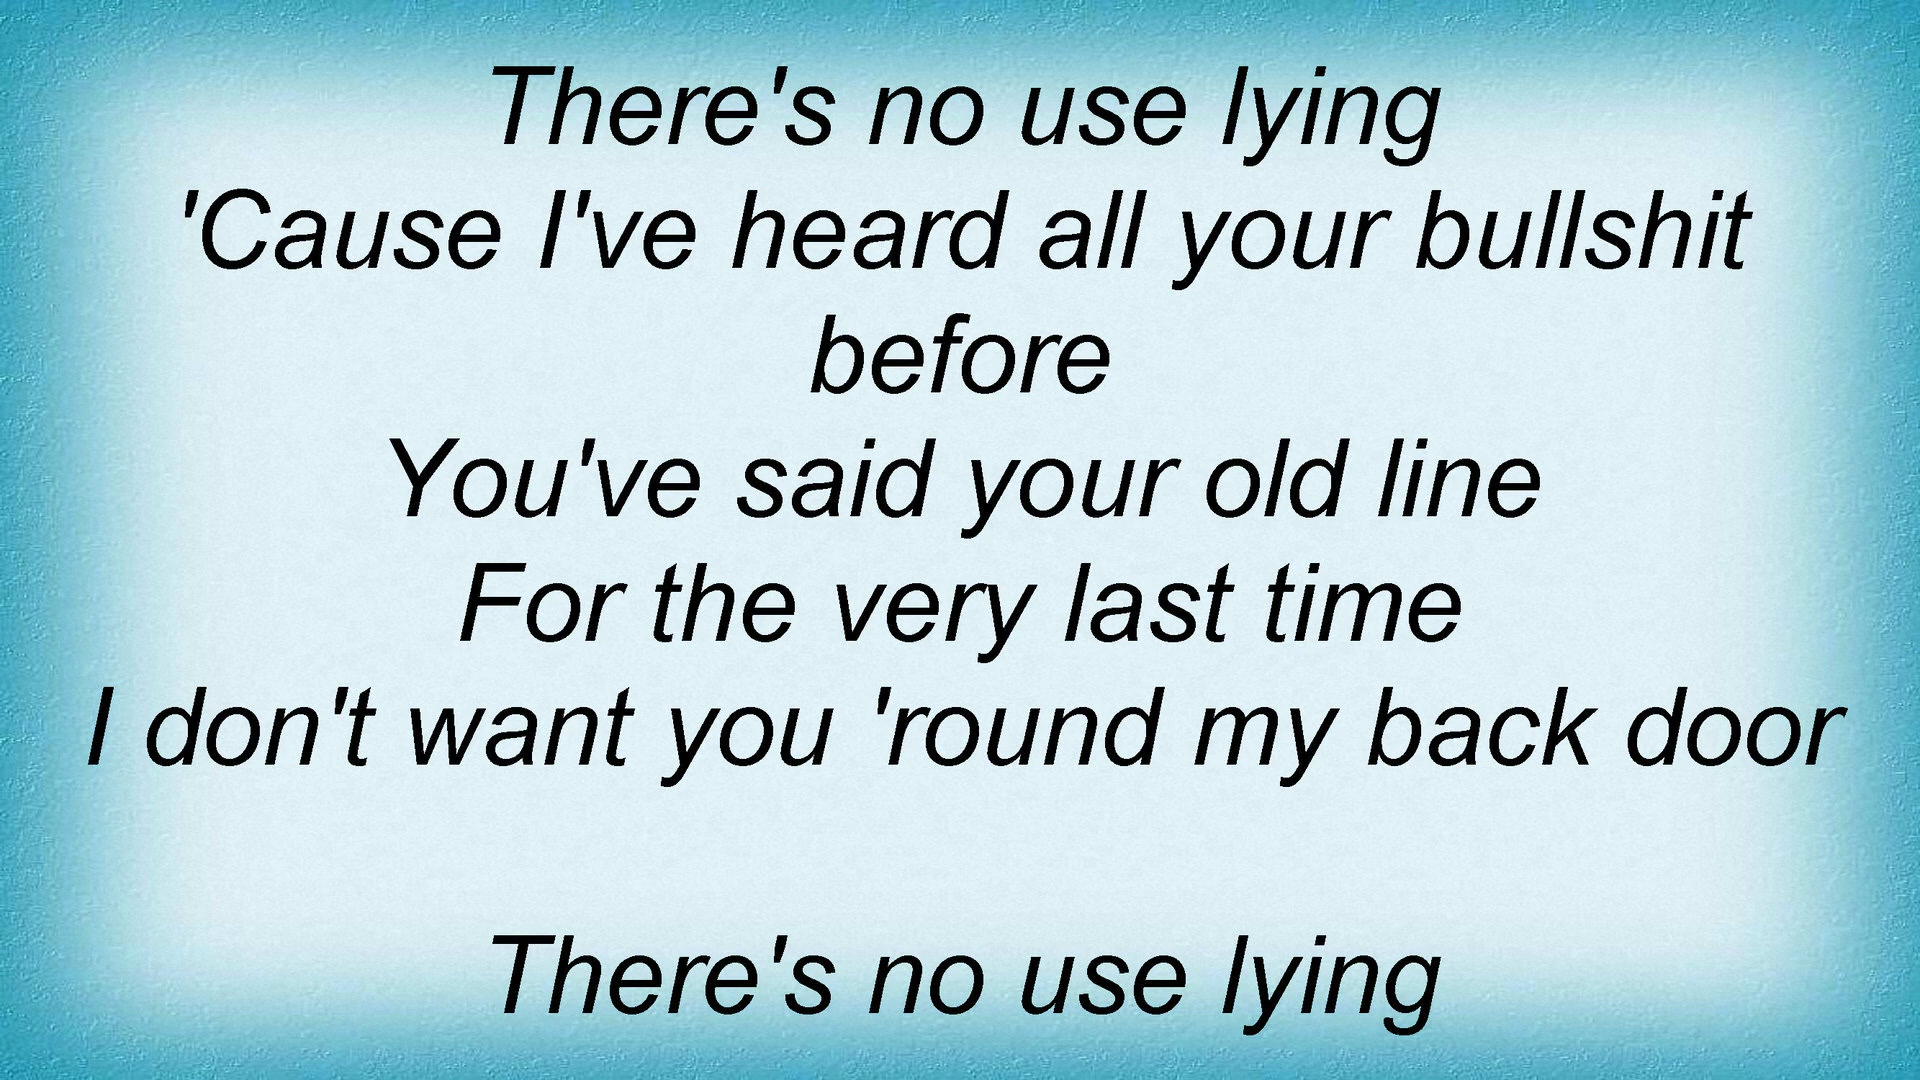 There's no use lying
'Cause I've heard all your bullshit
before
You've said your old line
For the very last time
I don't want you 'round my back door
There's no use lying